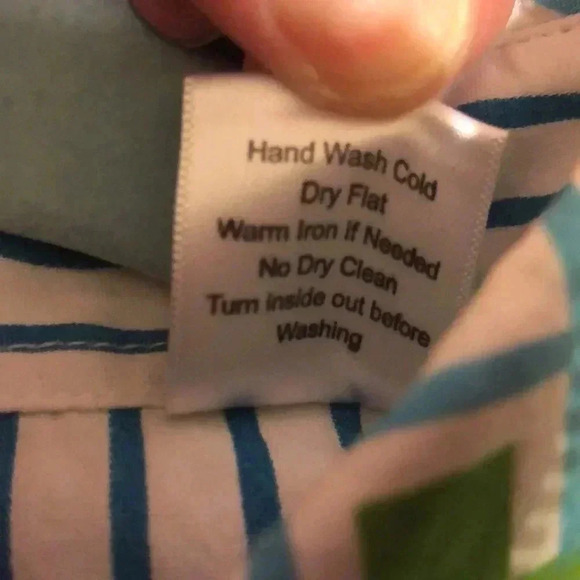 Hand Wash Cold
Dry Flat
Warm Iron if Needed
No Dry Clean
Turn inside out before
Washing